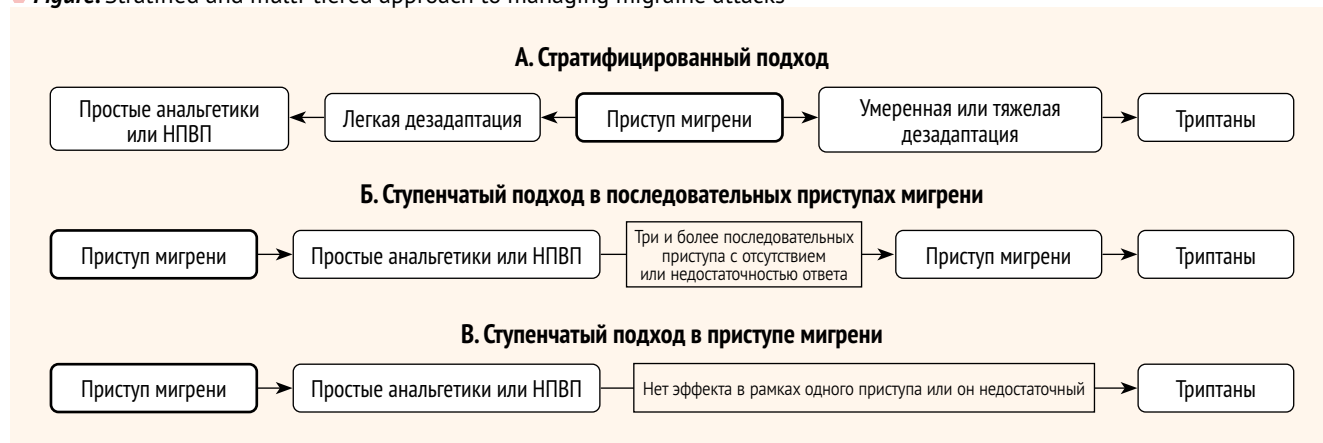 Figure. Stratified and multi-tiered approach to managing migraine attacks
А. Стратифицированный подход
Простые анальгетики
или НПВП
Легкая дезадаптация
Приступ мигрени
Умеренная или тяжелая
дезадаптация
Триптаны
Б. Ступенчатый подход в последовательных приступах мигрени
Приступ мигрени
Простые анальгетики или НПВП
Три и более последовательных
приступа с отсутствием
или недостаточностью ответа
Приступ мигрени
Триптаны
В. Ступенчатый подход в приступе мигрени
Приступ мигрени
Простые анальгетики или НПВП
Нет эффекта в рамках одного приступа или он недостаточный
Триптаны